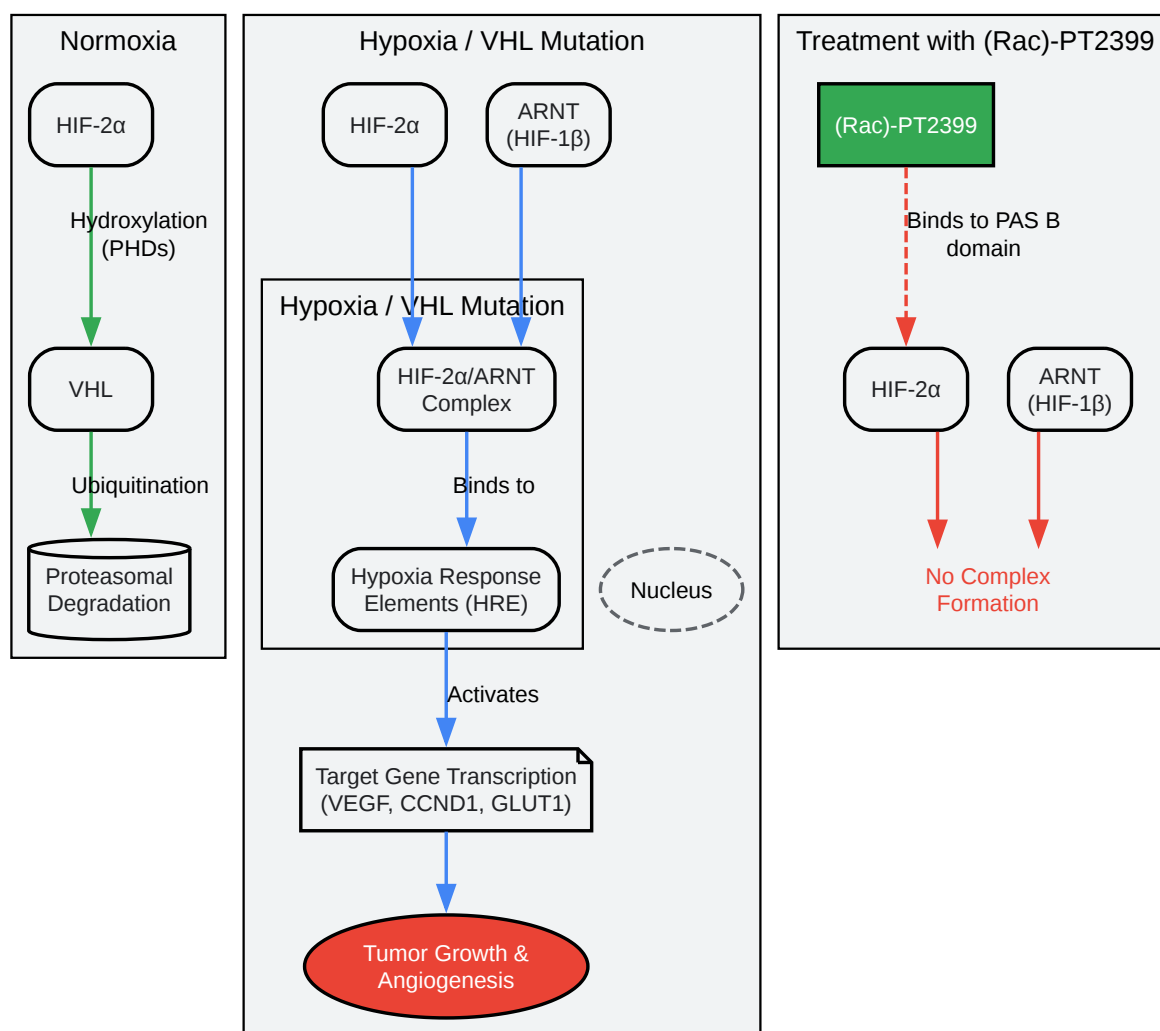 Normoxia
HIF-2α
Hydroxylation
(PHDs)
VHL
Ubiquitination
Proteasomal
Degradation
Hypoxia / VHL Mutation
HIF-2α
ARNT
(HIF-1β)
Hypoxia / VHL Mutation
HIF-2α/ARNT
Complex
Binds to
Hypoxia Response
Elements (HRE)
Nucleus
Activates
Target Gene Transcription
(VEGF, CCND1, GLUT1)
Tumor Growth &
Angiogenesis
Treatment with (Rac)-PT2399
(Rac)-PT2399
Binds to PAS B
domain
HIF-2α
ARNT
(HIF-1β)
No Complex
Formation